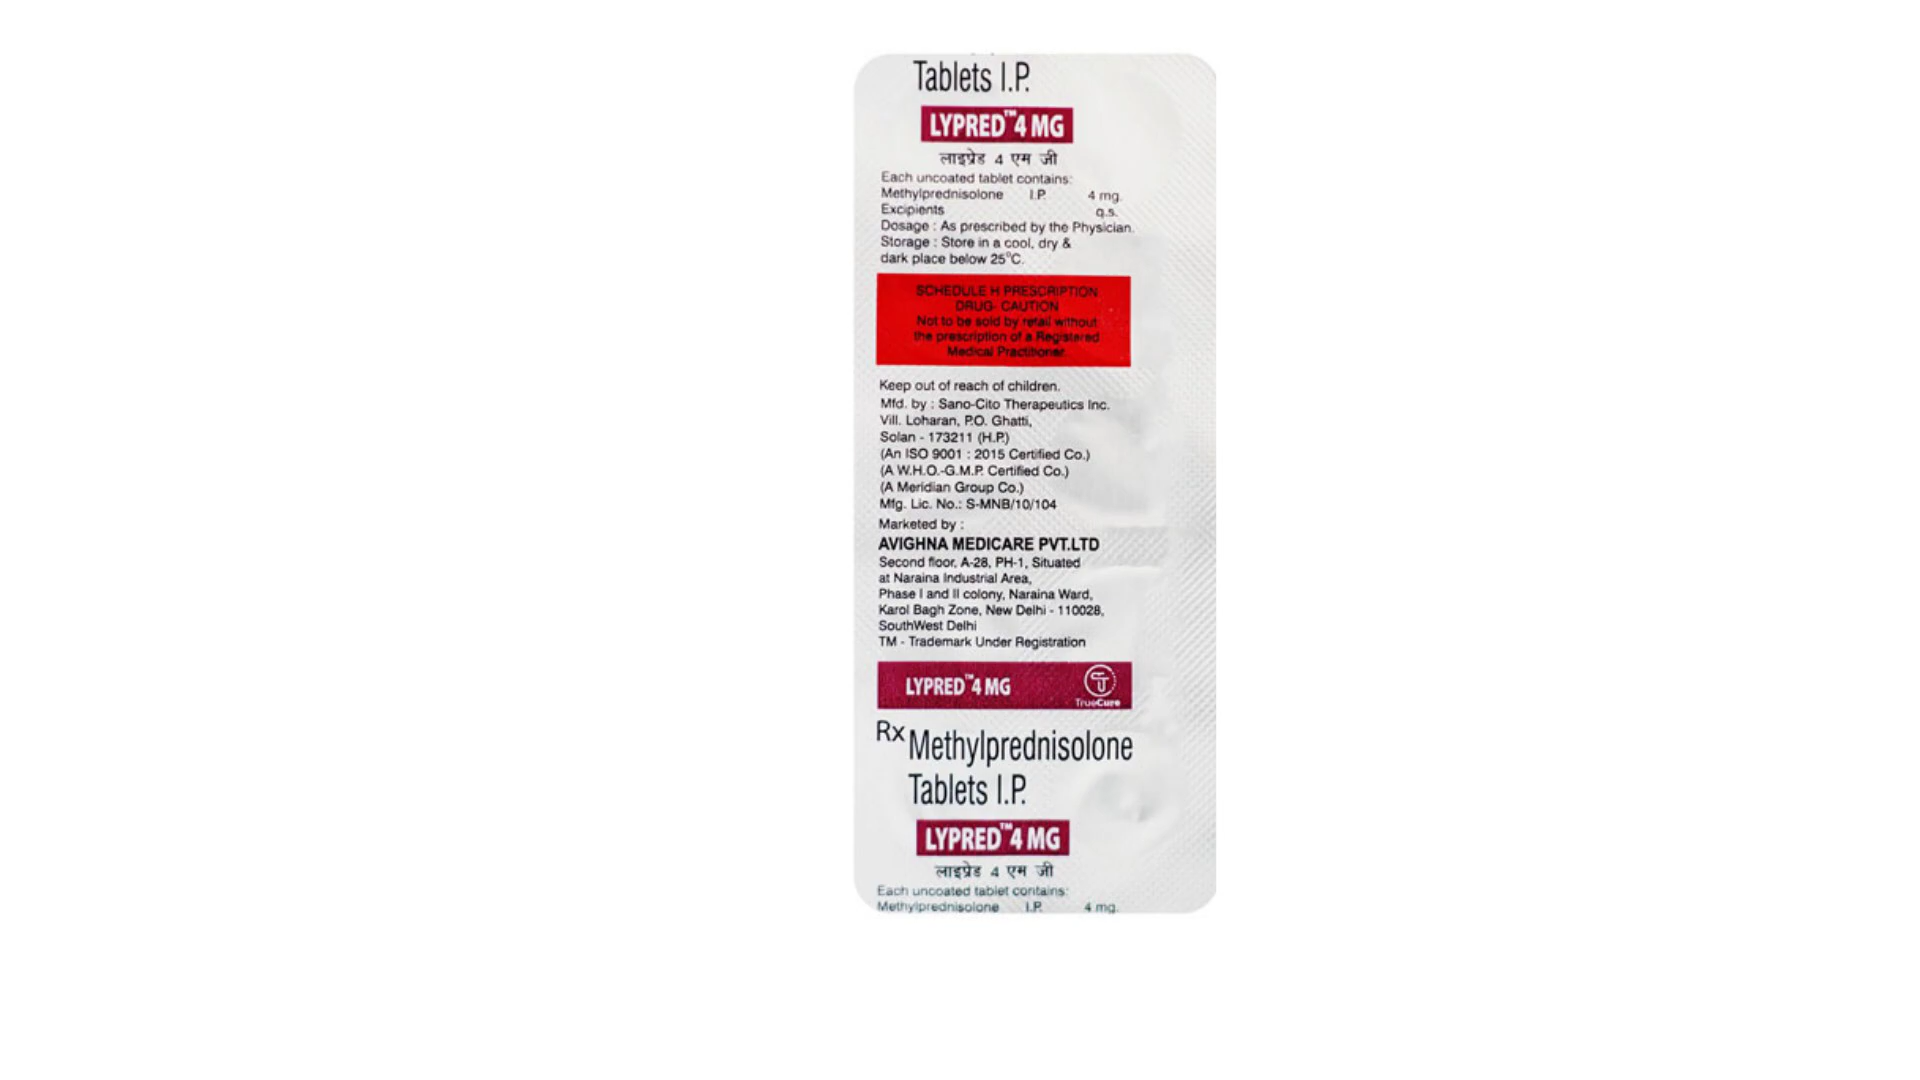 Tablets I.P.
LYPRED™4 MG
लाइप्रेड 4 एम जी
Each uncoated tablet contains:
Methylprednisolone I.P. 4 mg.
Excipients q.s.
Dosage : As prescribed by the Physician.
Storage : Store in a cool, dry &
dark place below 25°C.
SCHEDULE H PRESCRIPTION
DRUG- CAUTION
Not to be sold by retail without
the prescription of a Registered
Medical Practitioner.
Keep out of reach of children.
Mfd. by : Sano-Cito Therapeutics Inc.
Vill. Loharan, P.O. Ghatti,
Solan - 173211 (H.P.)
(An ISO 9001 : 2015 Certified Co.)
(A W.H.O.-G.M.P. Certified Co.)
(A Meridian Group Co.)
Mfg. Lic. No.: S-MNB/10/104
Marketed by :
AVIGHNA MEDICARE PVT.LTD
Second floor, A-28, PH-1, Situated
at Naraina Industrial Area,
Phase I and II colony, Naraina Ward,
Karol Bagh Zone, New Delhi - 110028,
SouthWest Delhi
TM - Trademark Under Registration
LYPRED™4 MG
TrueCure
Rx Methylprednisolone
Tablets I.P.
LYPRED™4 MG
लाइप्रेड 4 एम जी
Each uncoated tablet contains:
Methylprednisolone I.P. 4 mg.